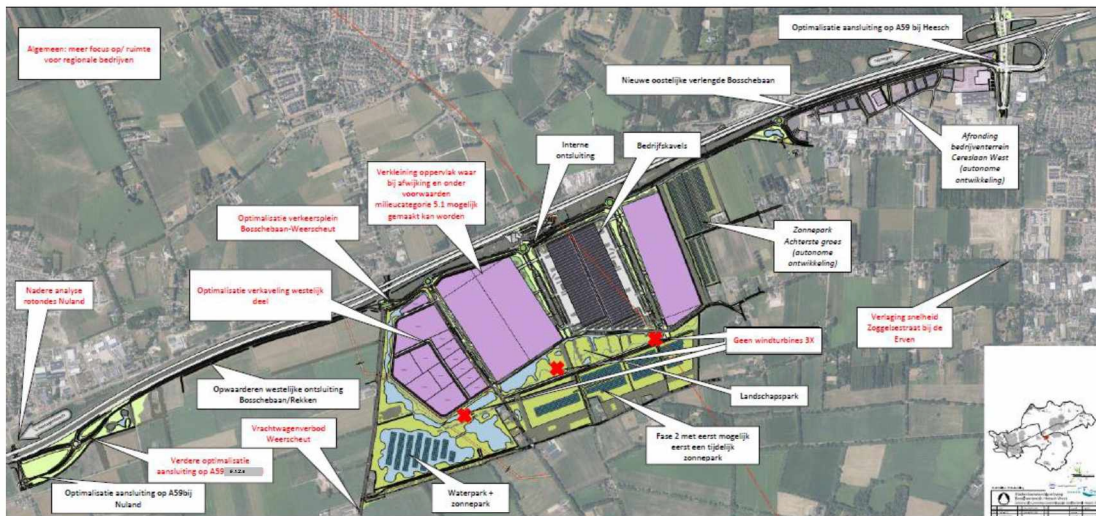 Algemeen: meer focus op/ ruimte
voor regionale bedrijven
Optimalisatie aansluiting op A59 bij Heesch
Nieuwe oostelijke verlengde Bosschebaan
Afronding
bedrijventerrein
Cereslaan West
(autonome
ontwikkeling)
Interne
ontsluiting
Bedrijfskavels
Verkleining oppervlak waar
bij afwijking en onder
voorwaarden
milieucategorie 5.1 mogelijk
gemaakt kan worden
Optimalisatie verkeersplein
Bosschebaan-Weerscheut
Zonnepark
Achterste groes
(autonome
ontwikkeling)
Nadere analyse
rotondes Nuland
Optimalisatie verkaveling westelijk
deel
Verlaging snelheid
Zoggelsestraat bij de
Erven
Geen windturbines 3X
Opwaarderen westelijke ontsluiting
Bosschebaan/Rekken
Landschapspark
Vrachtwagenverbod
Weerscheut
Fase 2 met eerst mogelijk
eerst een tijdelijk
zonnepark
Verdere optimalisatie
aansluiting op A59
Optimalisatie aansluiting op A59bij
Nuland
Waterpark +
zonnepark